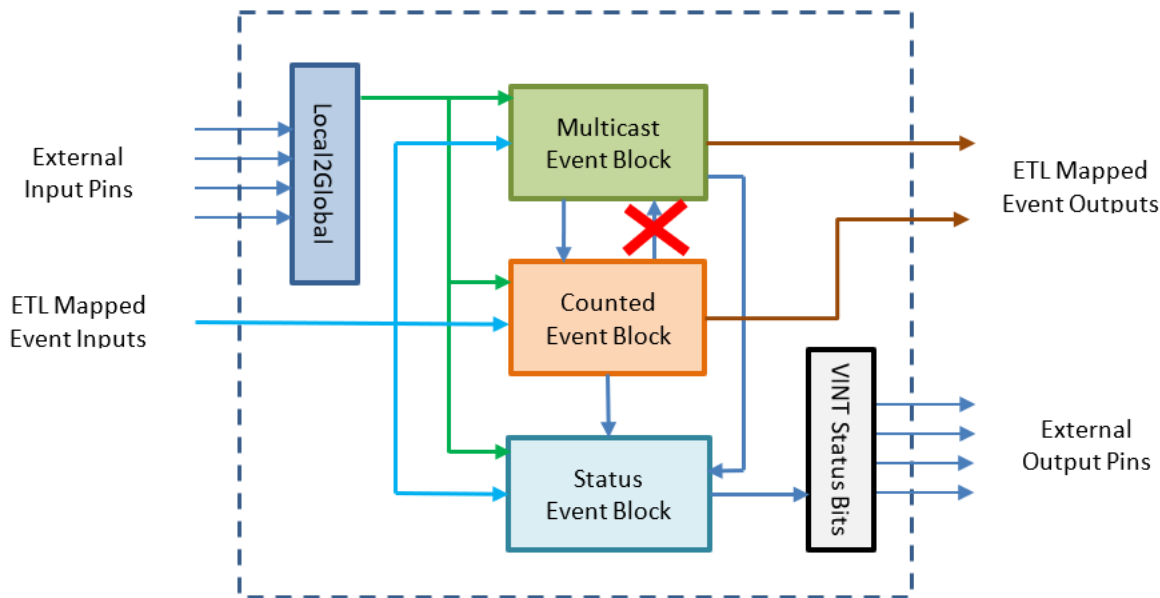 External
Input Pins
ETL Mapped
Event Inputs
Local2Global
Multicast
Event Block
Counted
Event Block
Status
Event Block
VINT Status Bits
ETL Mapped
Event Outputs
External
Output Pins